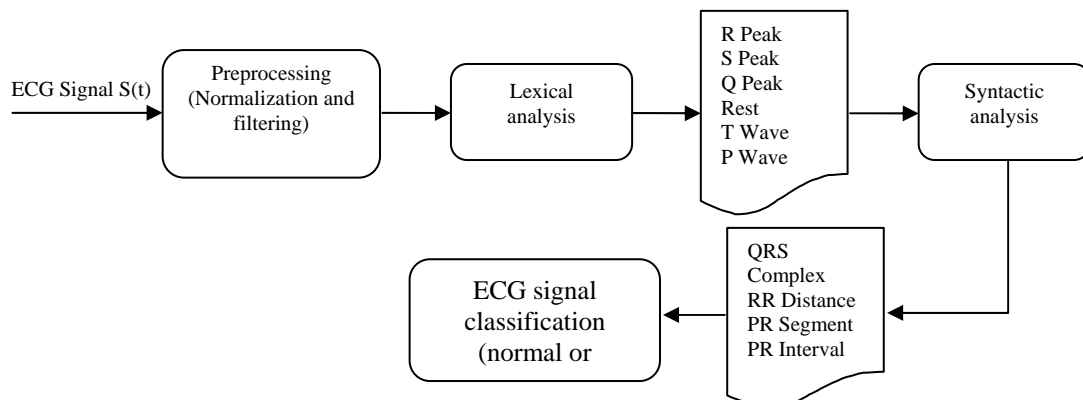 ECG Signal S(t)
Preprocessing
(Normalization and
filtering)
Lexical
analysis
R Peak
S Peak
Q Peak
Rest
T Wave
P Wave
Syntactic
analysis
QRS
Complex
RR Distance
PR Segment
PR Interval
ECG signal
classification
(normal or